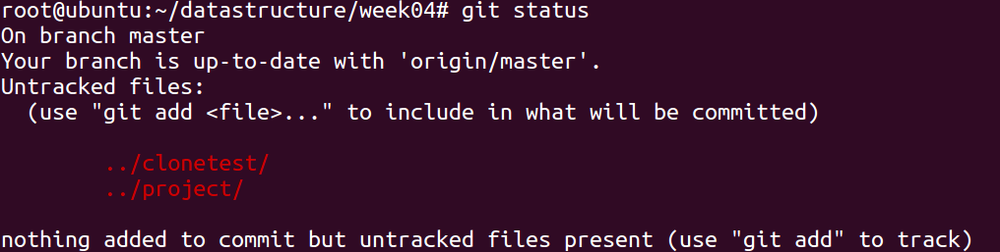 root@ubuntu:~/datastructure/week04# git status
On branch master
Your branch is up-to-date with 'origin/master'.
Untracked files:
  (use "git add <file>..." to include in what will be committed)

        ../clonetest/
        ../project/

nothing added to commit but untracked files present (use "git add" to track)